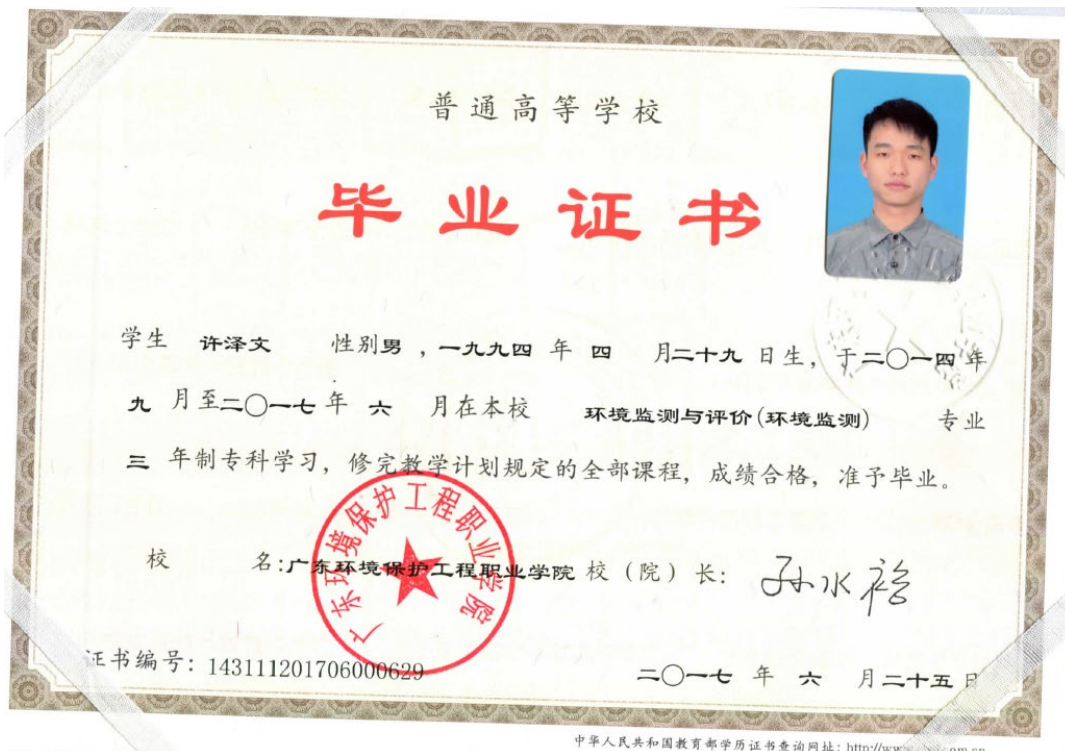 普通高等学校
毕业证书
学生 许泽文 性别男，一九九四 年 四 月二十九 日生，于二〇一四 年
九 月至二〇一七 年 六 月在本校 环境监测与评价(环境监测) 专业
三 年制专科学习，修完教学计划规定的全部课程，成绩合格，准予毕业。
校 名:广东环境保护工程职业学院 校（院）长: 孙水裕
广东环境保护工程职业学院
证书编号: 143111201706000629
二〇一七 年 六 月二十五 日
中华人民共和国教育部学历证书查询网址: http://www.